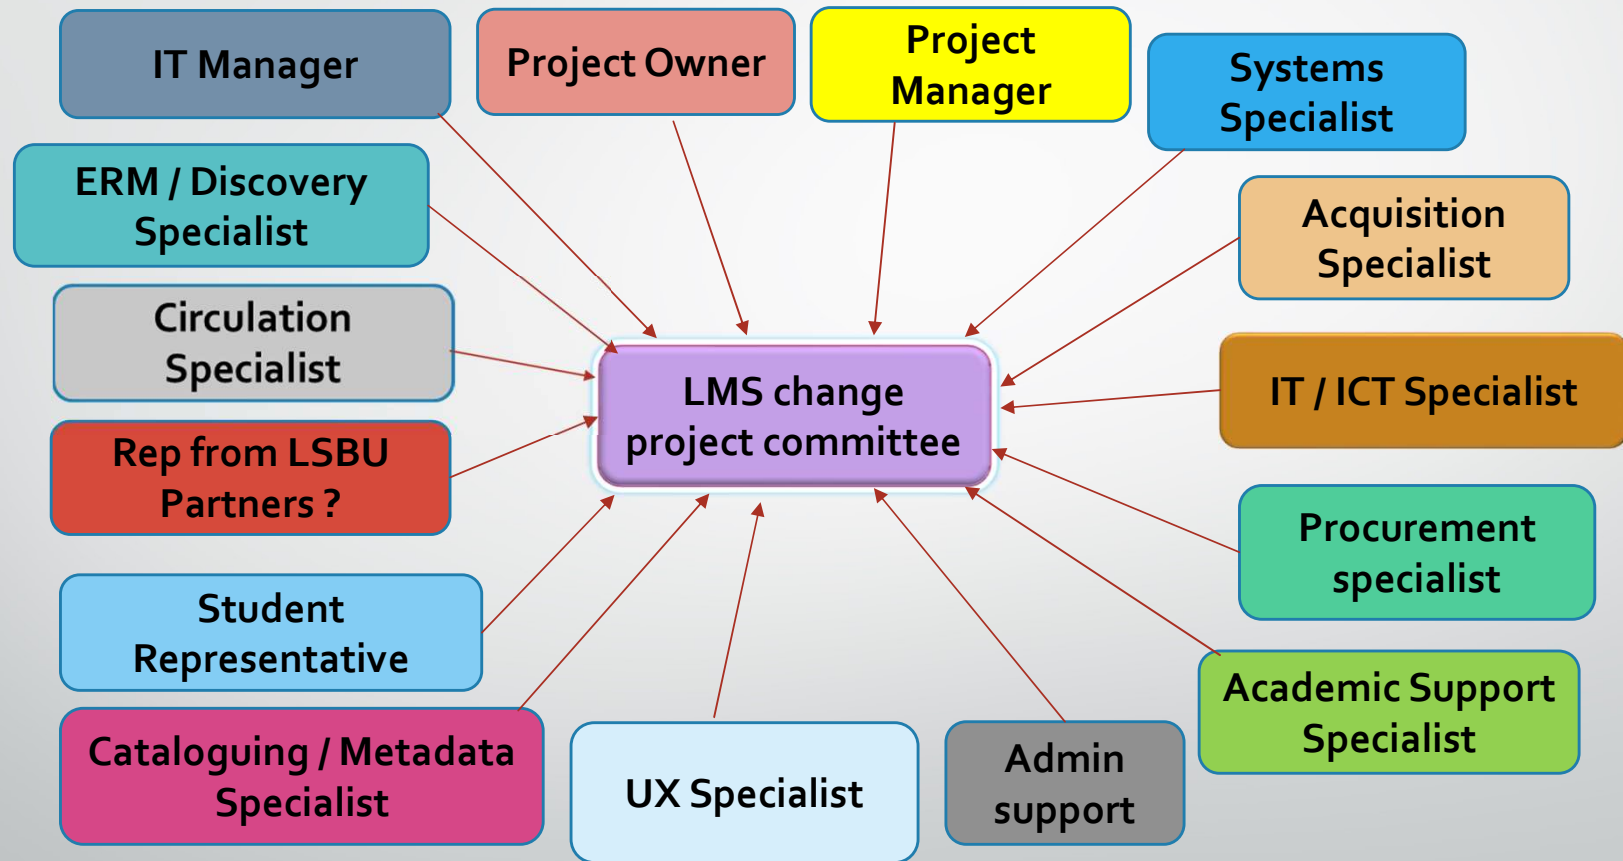 IT Manager
Project Owner
Project
Manager
Systems
Specialist
ERM / Discovery
Specialist
Acquisition
Specialist
Circulation
Specialist
LMS change
project committee
IT / ICT Specialist
Rep from LSBU
Partners ?
Procurement
specialist
Student
Representative
Academic Support
Specialist
Cataloguing / Metadata
Specialist
UX Specialist
Admin
support